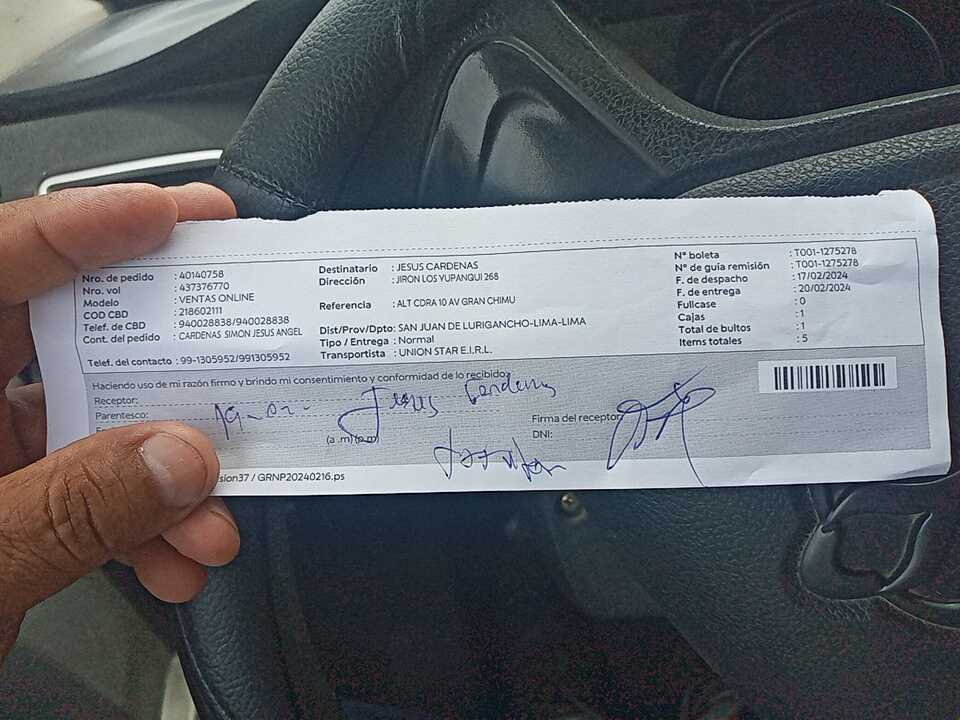 Nro. de pedido : 40140758
Nro. vol : 437376770
Modelo : VENTAS ONLINE
COD CBD : 218602111
Telef. de CBD : 940028838/940028838
Cont. del pedido : CARDENAS SIMON JESUS ANGEL
Telef. del contacto : 99-1305952/991305952
Destinatario : JESUS CARDENAS
Dirección : JIRON LOS YUPANQUI 268
Referencia : ALT CDRA 10 AV GRAN CHIMU
Dist/Prov/Dpto: SAN JUAN DE LURIGANCHO-LIMA-LIMA
Tipo / Entrega : Normal
Transportista : UNION STAR E.I.R.L.
N° boleta : T001-1275278
N° de guía remisión : T001-1275278
F. de despacho : 17/02/2024
F. de entrega : 20/02/2024
Fullcase : 0
Cajas : 1
Total de bultos : 1
Items totales : 5
Haciendo uso de mi razón firmo y brindo mi consentimiento y conformidad de lo recibido
Receptor: Jesus Cardenas
Parentesco:
(a .m) (p.m)
Firma del receptor
DNI:
sion37 / GRNP20240216.ps